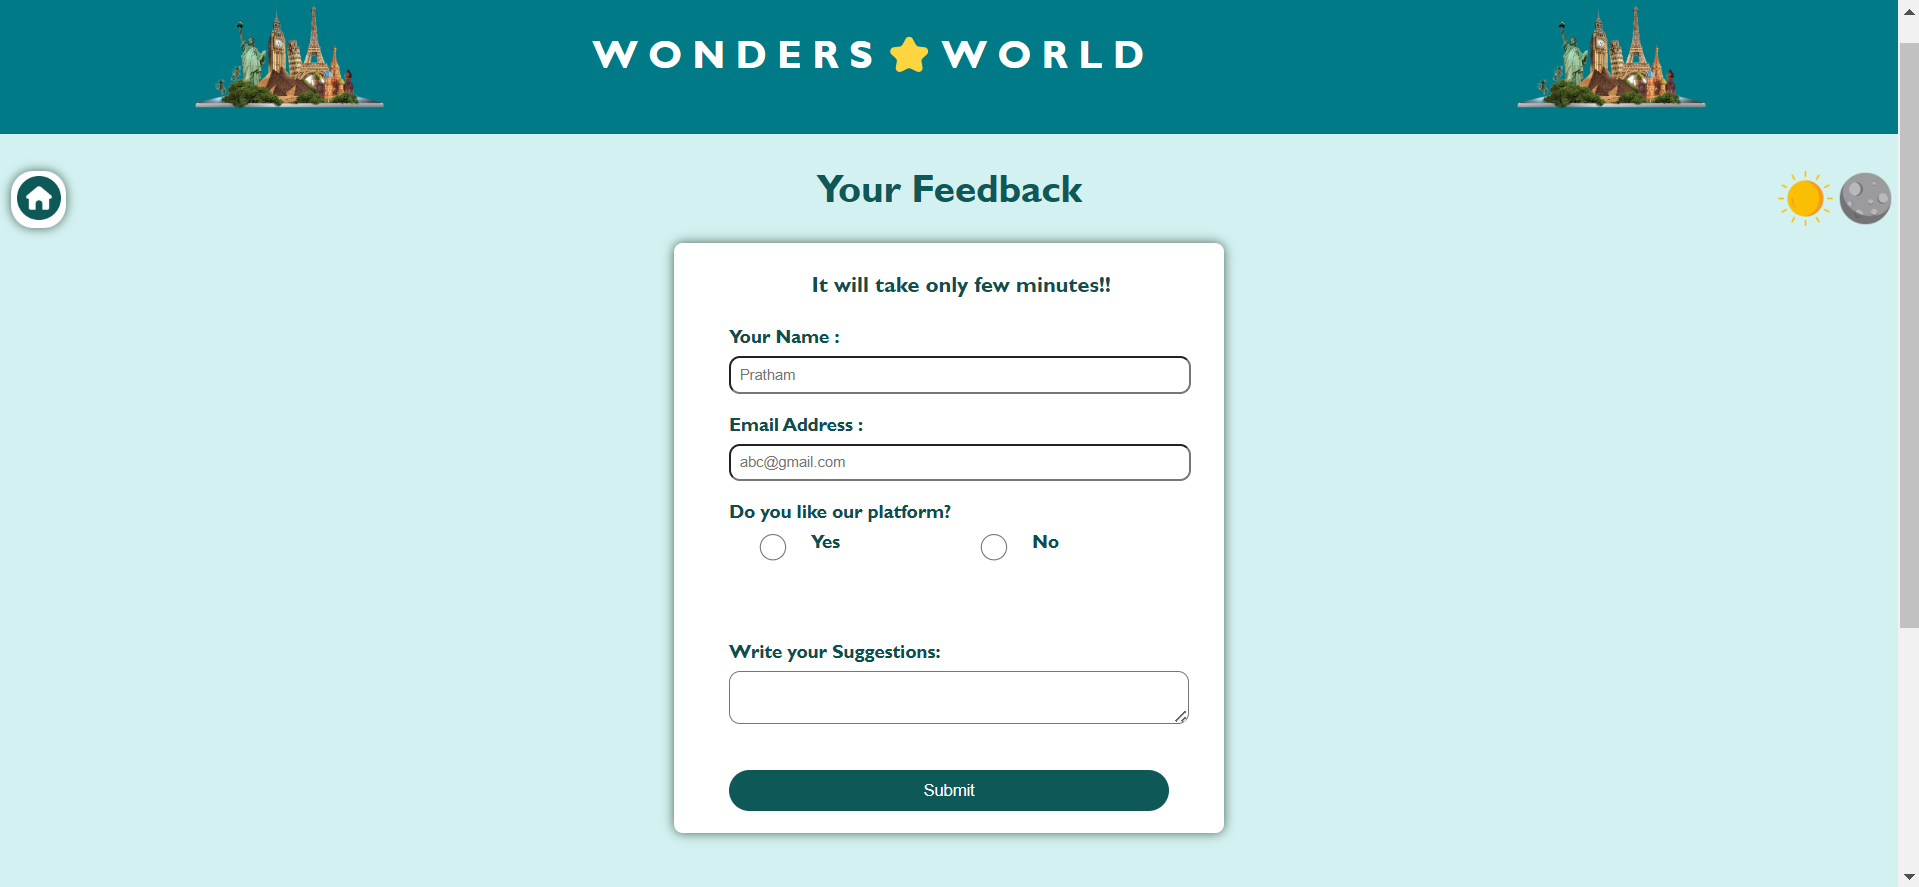 WONDERS WORLD
Your Feedback
It will take only few minutes!!
Your Name :
Pratham
Email Address :
abc@gmail.com
Do you like our platform?
Yes No
Write your Suggestions:
Submit